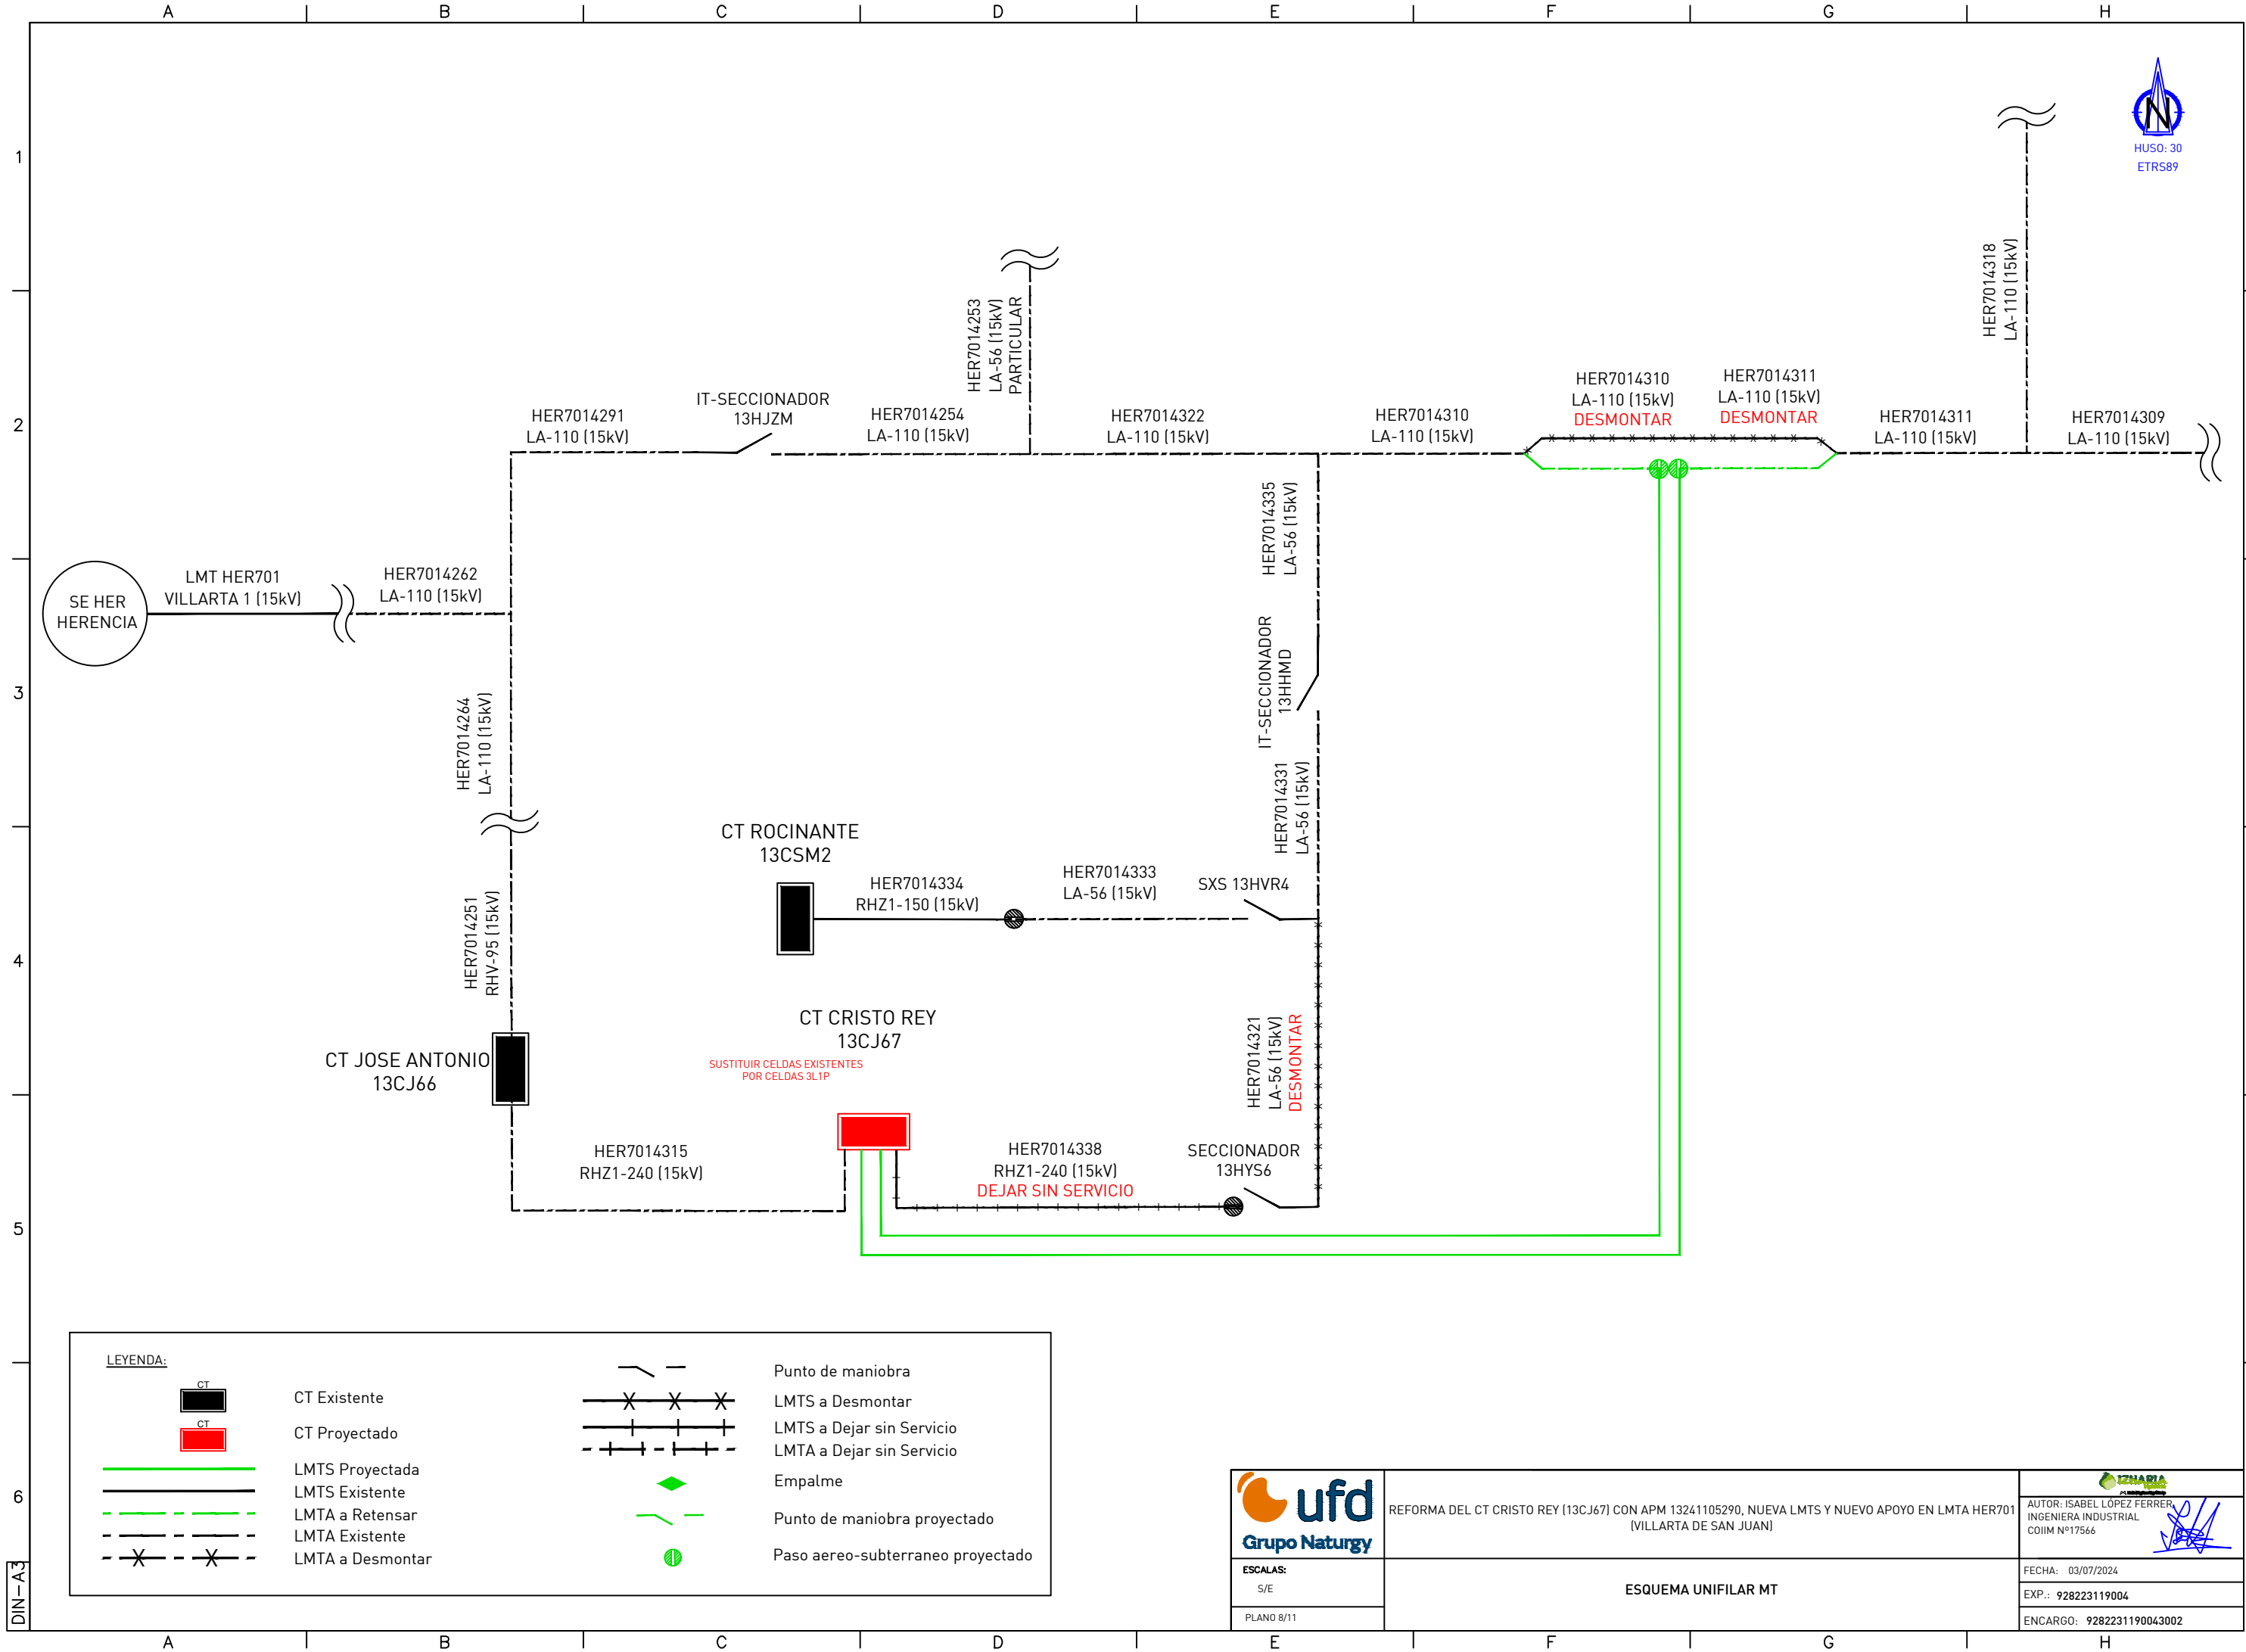 A B C D E F G H
1
2
3
4
5
6
N
HUSO: 30
ETRS89
HER7014318
LA-110 (15kV)
HER7014253
LA-56 (15kV)
PARTICULAR
HER7014291
LA-110 (15kV)
IT-SECCIONADOR
13HJZM
HER7014254
LA-110 (15kV)
HER7014322
LA-110 (15kV)
HER7014310
LA-110 (15kV)
HER7014310
LA-110 (15kV)
DESMONTAR
HER7014311
LA-110 (15kV)
DESMONTAR
HER7014311
LA-110 (15kV)
HER7014309
LA-110 (15kV)
SE HER
HERENCIA
LMT HER701
VILLARTA 1 (15kV)
HER7014262
LA-110 (15kV)
HER7014335
LA-56 (15kV)
IT-SECCIONADOR
13HHMD
HER7014264
LA-110 (15kV)
HER7014331
LA-56 (15kV)
CT ROCINANTE
13CSM2
HER7014334
RHZ1-150 (15kV)
HER7014333
LA-56 (15kV)
SXS 13HVR4
HER7014251
RHV-95 (15kV)
CT JOSE ANTONIO
13CJ66
CT CRISTO REY
13CJ67
SUSTITUIR CELDAS EXISTENTES
POR CELDAS 3L1P
HER7014321
LA-56 (15kV)
DESMONTAR
HER7014315
RHZ1-240 (15kV)
HER7014338
RHZ1-240 (15kV)
DEJAR SIN SERVICIO
SECCIONADOR
13HYS6
LEYENDA:
CT
CT Existente
CT
CT Proyectado
LMTS Proyectada
LMTS Existente
LMTA a Retensar
LMTA Existente
LMTA a Desmontar
Punto de maniobra
LMTS a Desmontar
LMTS a Dejar sin Servicio
LMTA a Dejar sin Servicio
Empalme
Punto de maniobra proyectado
Paso aereo-subterraneo proyectado
ufd
Grupo Naturgy
REFORMA DEL CT CRISTO REY (13CJ67) CON APM 13241105290, NUEVA LMTS Y NUEVO APOYO EN LMTA HER701
(VILLARTA DE SAN JUAN)
IZHARIA
AUTOR: ISABEL LÓPEZ FERRER
INGENIERA INDUSTRIAL
COIIM Nº17566
ESCALAS:
S/E
PLANO 8/11
ESQUEMA UNIFILAR MT
FECHA: 03/07/2024
EXP.: 928223119004
ENCARGO: 9282231190043002
DIN-A3
A B C D E F G H